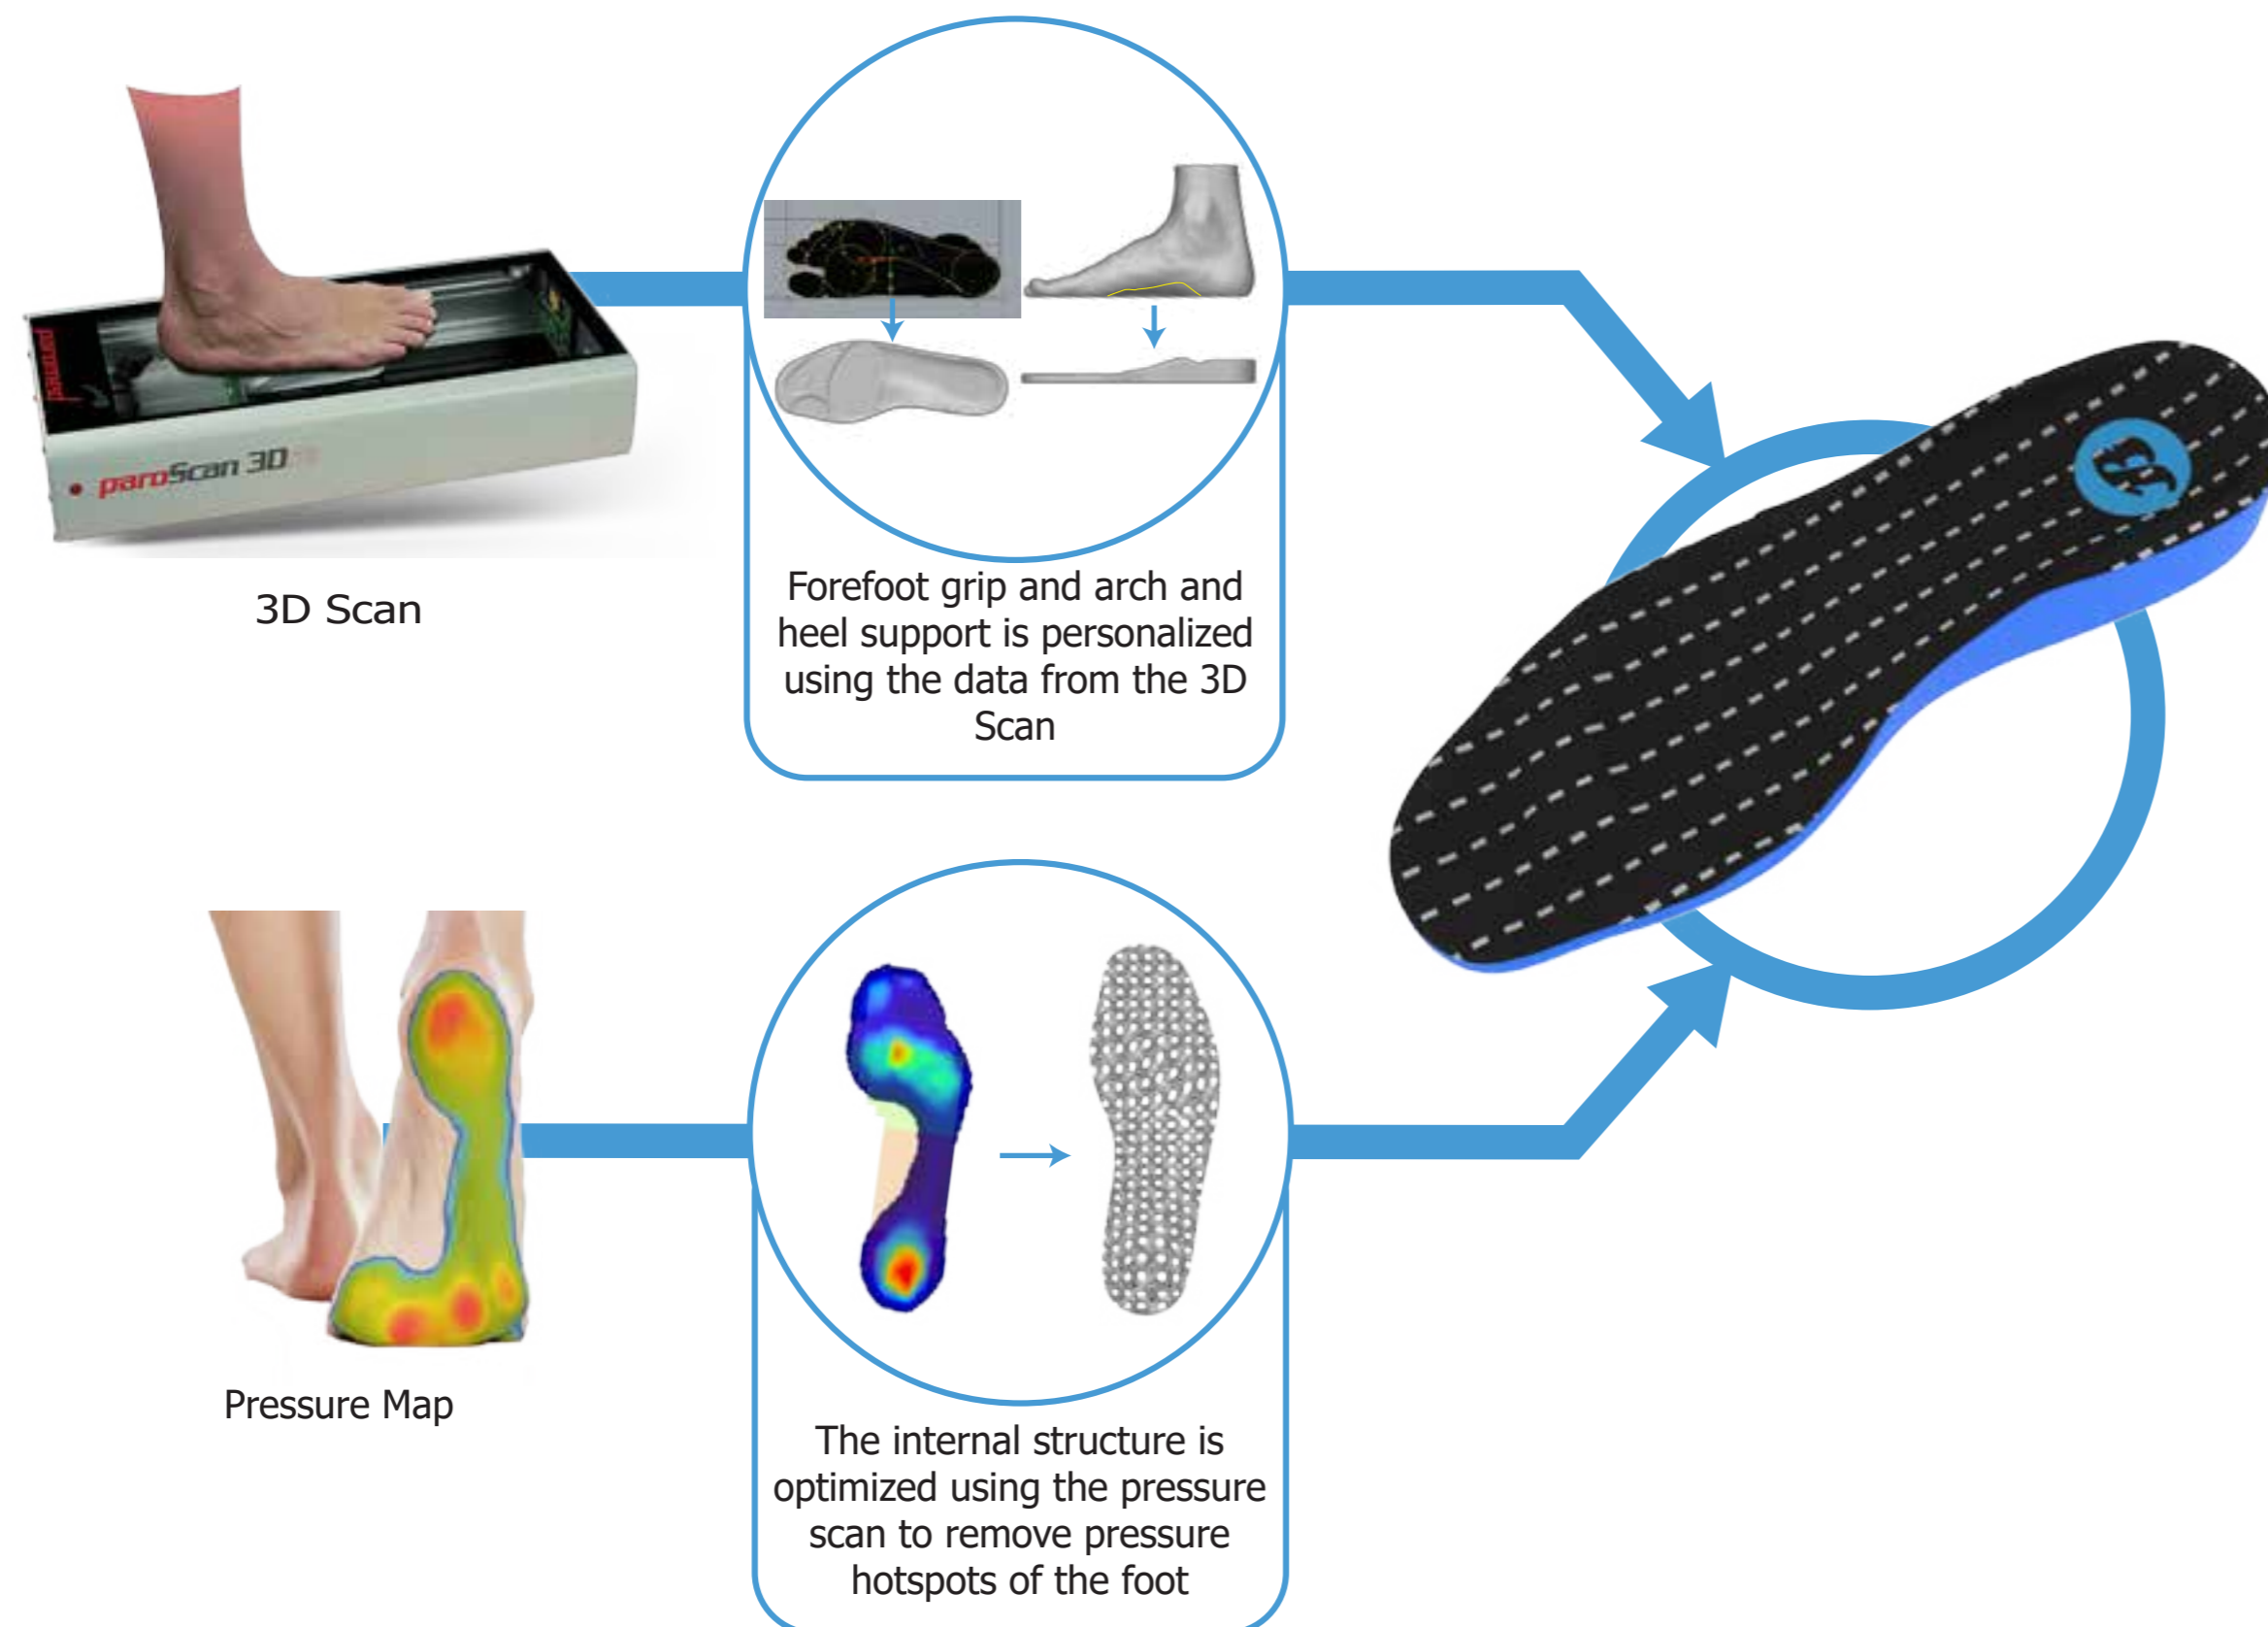 paroScan 3D
3D Scan
Forefoot grip and arch and
heel support is personalized
using the data from the 3D
Scan
Pressure Map
The internal structure is
optimized using the pressure
scan to remove pressure
hotspots of the foot